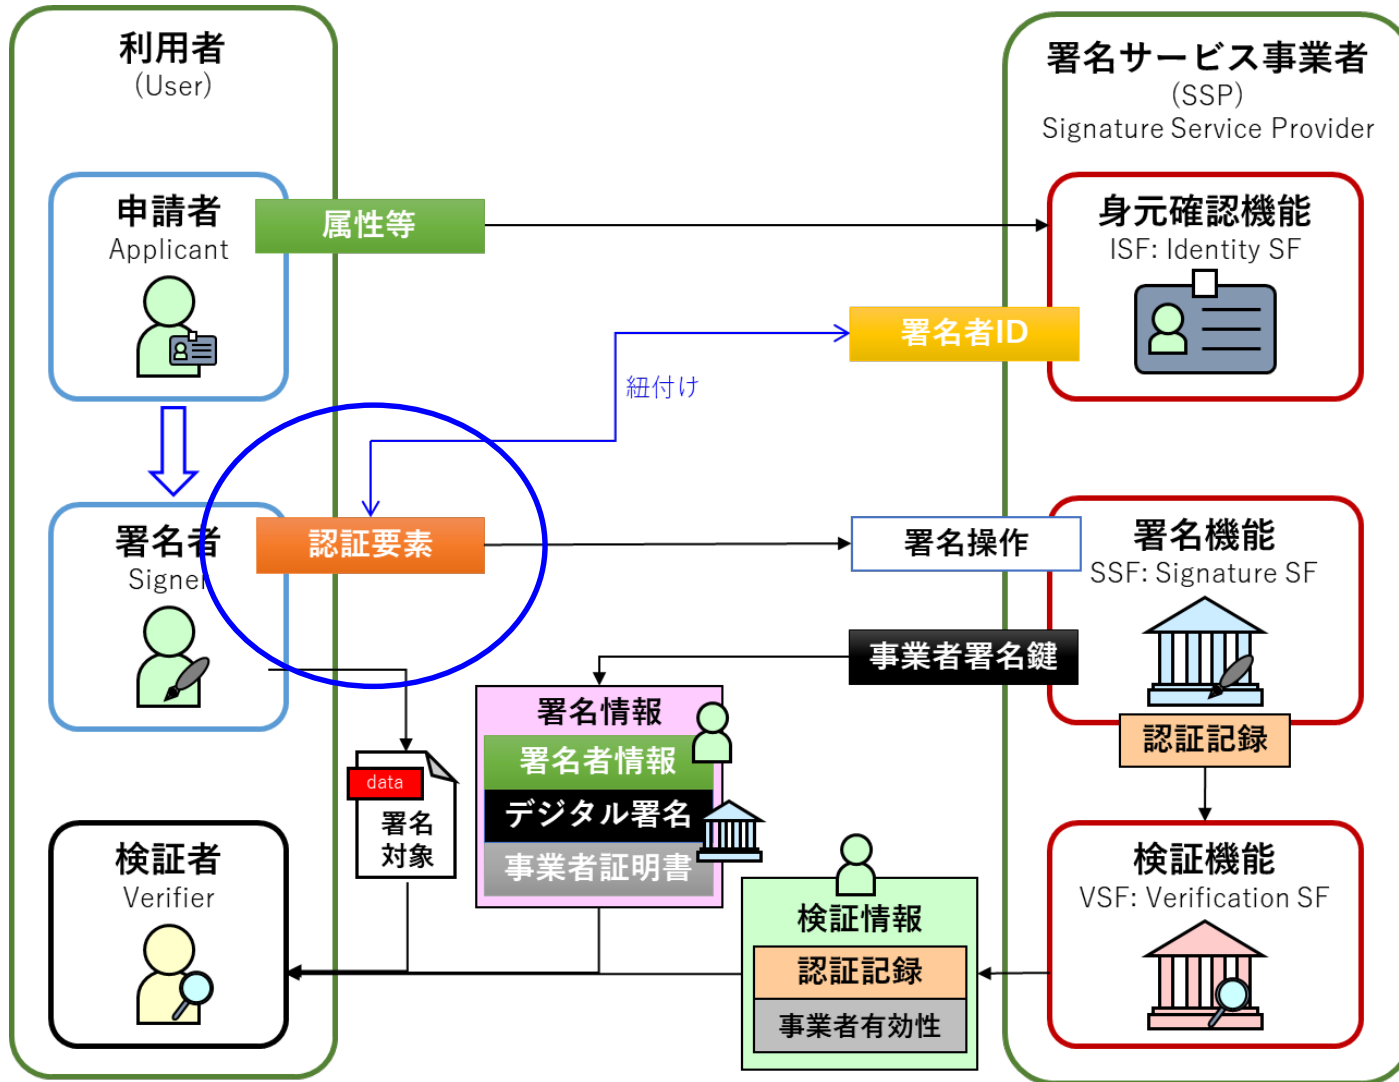 利用者
(User)
署名サービス事業者
(SSP)
Signature Service Provider
申請者
Applicant
属性等
身元確認機能
ISF: Identity SF
署名者ID
紐付け
署名者
Signer
認証要素
署名操作
署名機能
SSF: Signature SF
事業者署名鍵
認証記録
署名情報
署名者情報
デジタル署名
事業者証明書
data
署名
対象
検証者
Verifier
検証情報
認証記録
事業者有効性
検証機能
VSF: Verification SF